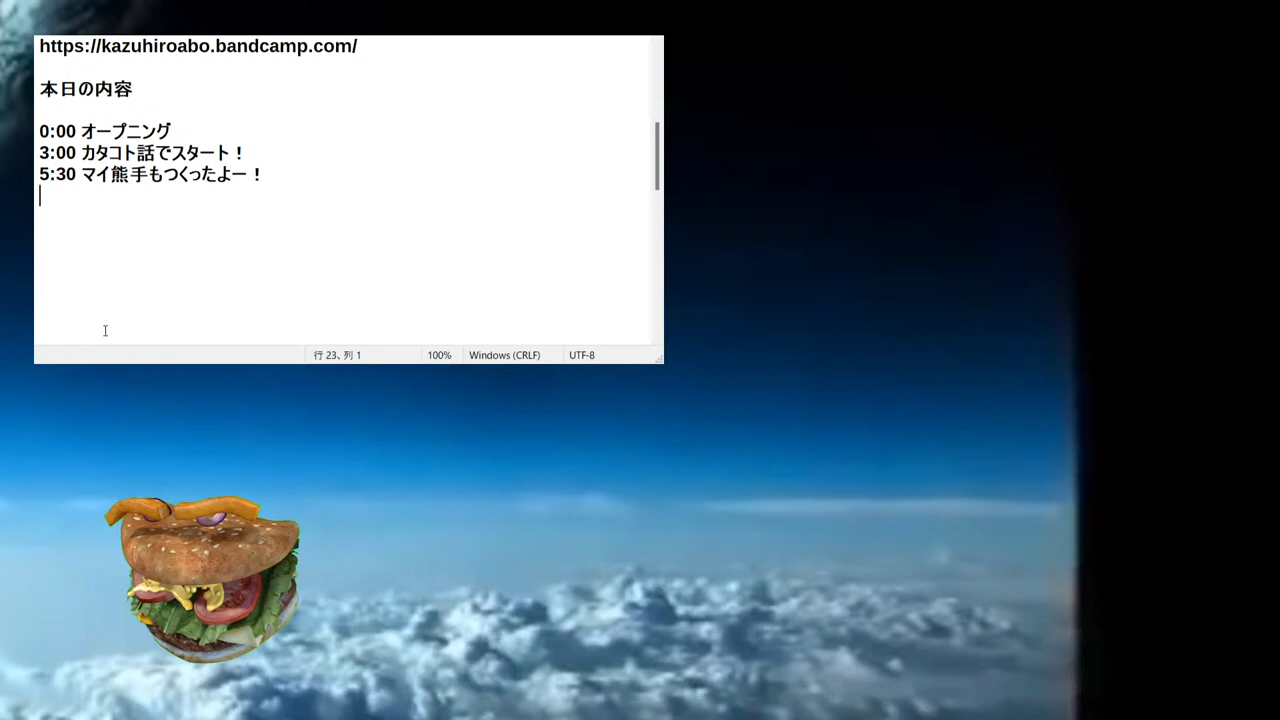 https://kazuhiroabo.bandcamp.com/
本日の内容
0:00 オープニング
3:00 カタコト話でスタート！
5:30 マイ熊手もつくったよー！
行 23、列 1
100%
Windows (CRLF)
UTF-8